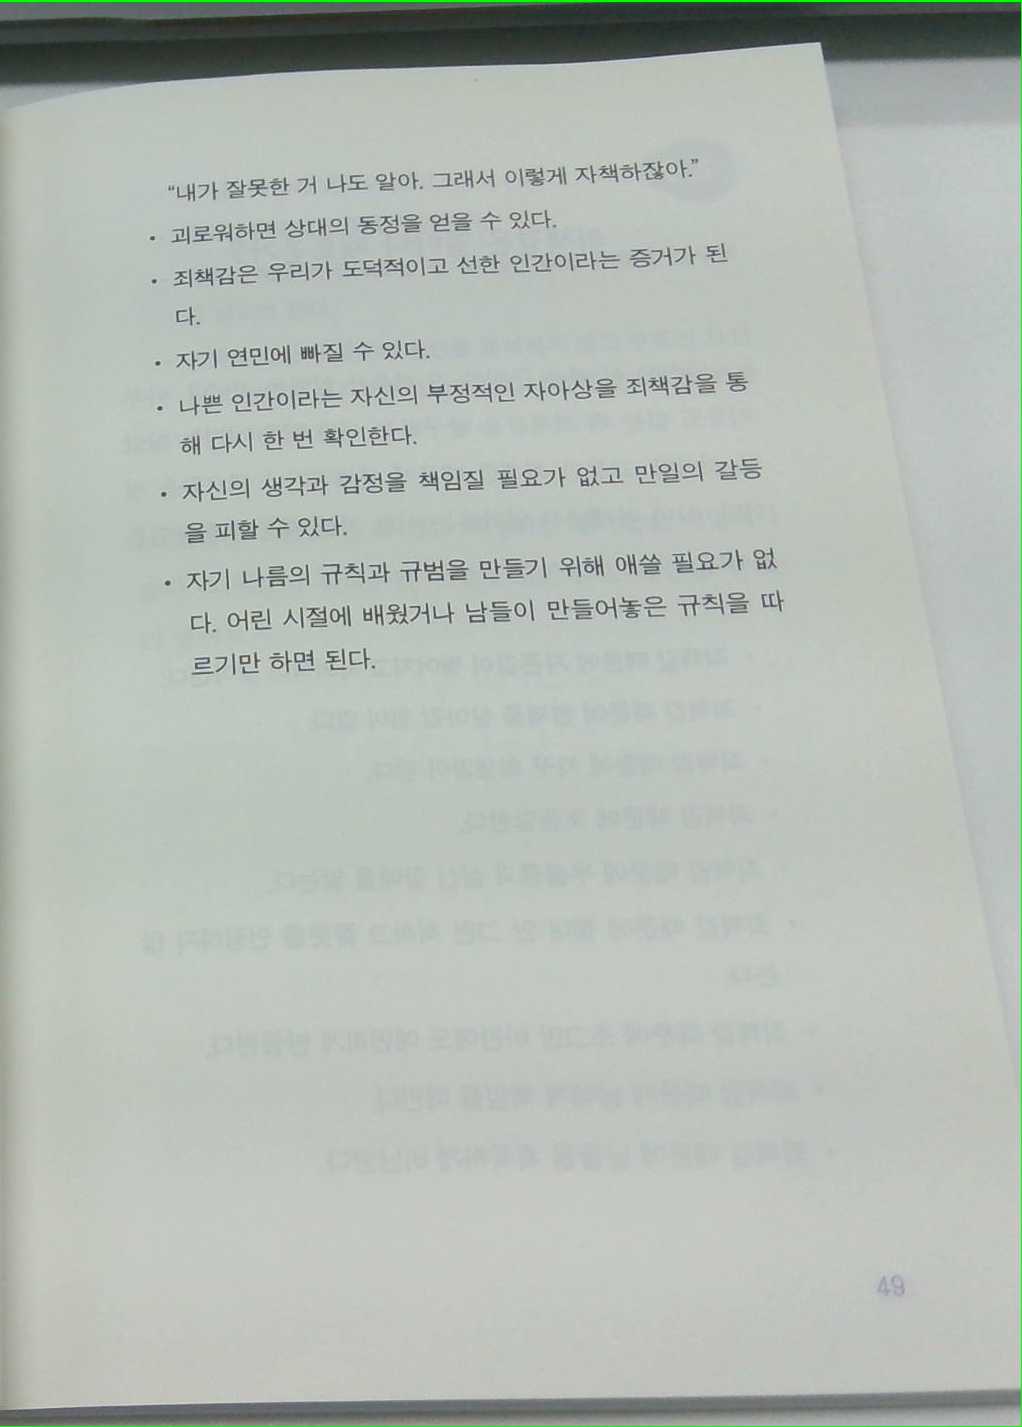 “내가 잘못한 거 나도 알아. 그래서 이렇게 자책하잖아.”
• 괴로워하면 상대의 동정을 얻을 수 있다.
• 죄책감은 우리가 도덕적이고 선한 인간이라는 증거가 된
다.
• 자기 연민에 빠질 수 있다.
• 나쁜 인간이라는 자신의 부정적인 자아상을 죄책감을 통
해 다시 한 번 확인한다.
• 자신의 생각과 감정을 책임질 필요가 없고 만일의 갈등
을 피할 수 있다.
• 자기 나름의 규칙과 규범을 만들기 위해 애쓸 필요가 없
다. 어린 시절에 배웠거나 남들이 만들어놓은 규칙을 따
르기만 하면 된다.
49